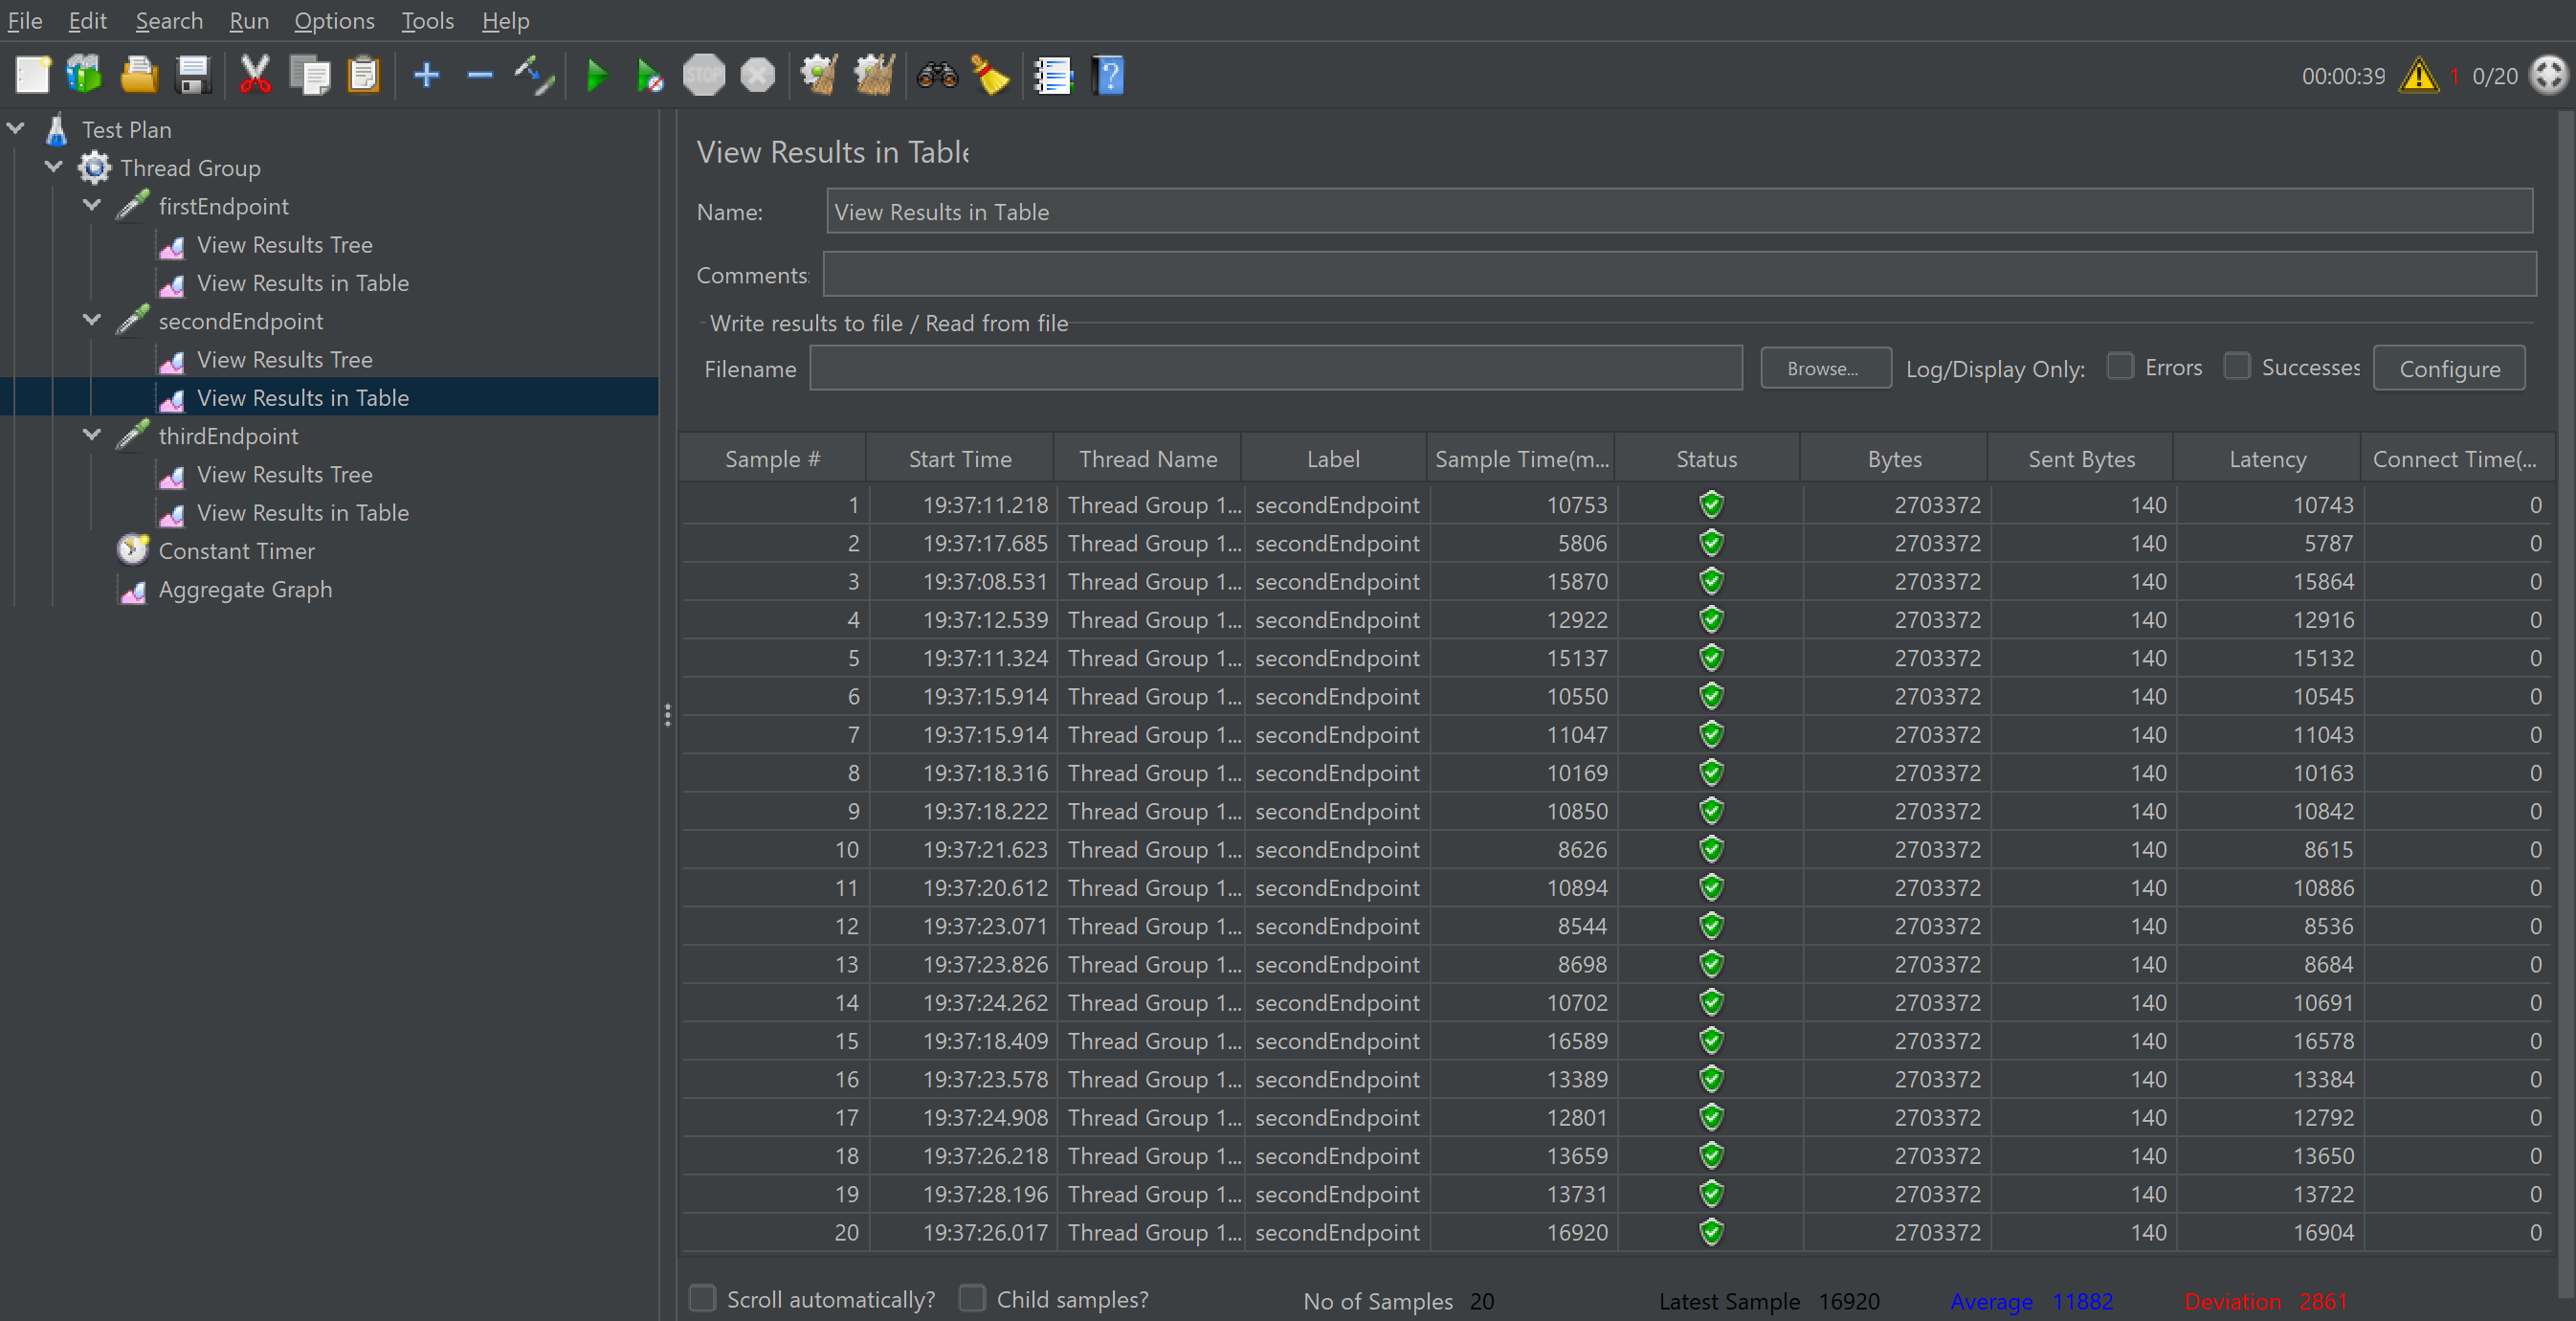 File Edit Search Run Options Tools Help
STOP
00:00:39 1 0/20
Test Plan
Thread Group
firstEndpoint
View Results Tree
View Results in Table
secondEndpoint
View Results Tree
View Results in Table
thirdEndpoint
View Results Tree
View Results in Table
Constant Timer
Aggregate Graph
View Results in Table
Name: View Results in Table
Comments:
Write results to file / Read from file
Filename Browse... Log/Display Only: Errors Successes Configure
Sample # Start Time Thread Name Label Sample Time(m... Status Bytes Sent Bytes Latency Connect Time(...
1 19:37:11.218 Thread Group 1... secondEndpoint 10753 2703372 140 10743 0
2 19:37:17.685 Thread Group 1... secondEndpoint 5806 2703372 140 5787 0
3 19:37:08.531 Thread Group 1... secondEndpoint 15870 2703372 140 15864 0
4 19:37:12.539 Thread Group 1... secondEndpoint 12922 2703372 140 12916 0
5 19:37:11.324 Thread Group 1... secondEndpoint 15137 2703372 140 15132 0
6 19:37:15.914 Thread Group 1... secondEndpoint 10550 2703372 140 10545 0
7 19:37:15.914 Thread Group 1... secondEndpoint 11047 2703372 140 11043 0
8 19:37:18.316 Thread Group 1... secondEndpoint 10169 2703372 140 10163 0
9 19:37:18.222 Thread Group 1... secondEndpoint 10850 2703372 140 10842 0
10 19:37:21.623 Thread Group 1... secondEndpoint 8626 2703372 140 8615 0
11 19:37:20.612 Thread Group 1... secondEndpoint 10894 2703372 140 10886 0
12 19:37:23.071 Thread Group 1... secondEndpoint 8544 2703372 140 8536 0
13 19:37:23.826 Thread Group 1... secondEndpoint 8698 2703372 140 8684 0
14 19:37:24.262 Thread Group 1... secondEndpoint 10702 2703372 140 10691 0
15 19:37:18.409 Thread Group 1... secondEndpoint 16589 2703372 140 16578 0
16 19:37:23.578 Thread Group 1... secondEndpoint 13389 2703372 140 13384 0
17 19:37:24.908 Thread Group 1... secondEndpoint 12801 2703372 140 12792 0
18 19:37:26.218 Thread Group 1... secondEndpoint 13659 2703372 140 13650 0
19 19:37:28.196 Thread Group 1... secondEndpoint 13731 2703372 140 13722 0
20 19:37:26.017 Thread Group 1... secondEndpoint 16920 2703372 140 16904 0
Scroll automatically? Child samples? No of Samples 20 Latest Sample 16920 Average 11882 Deviation 2861